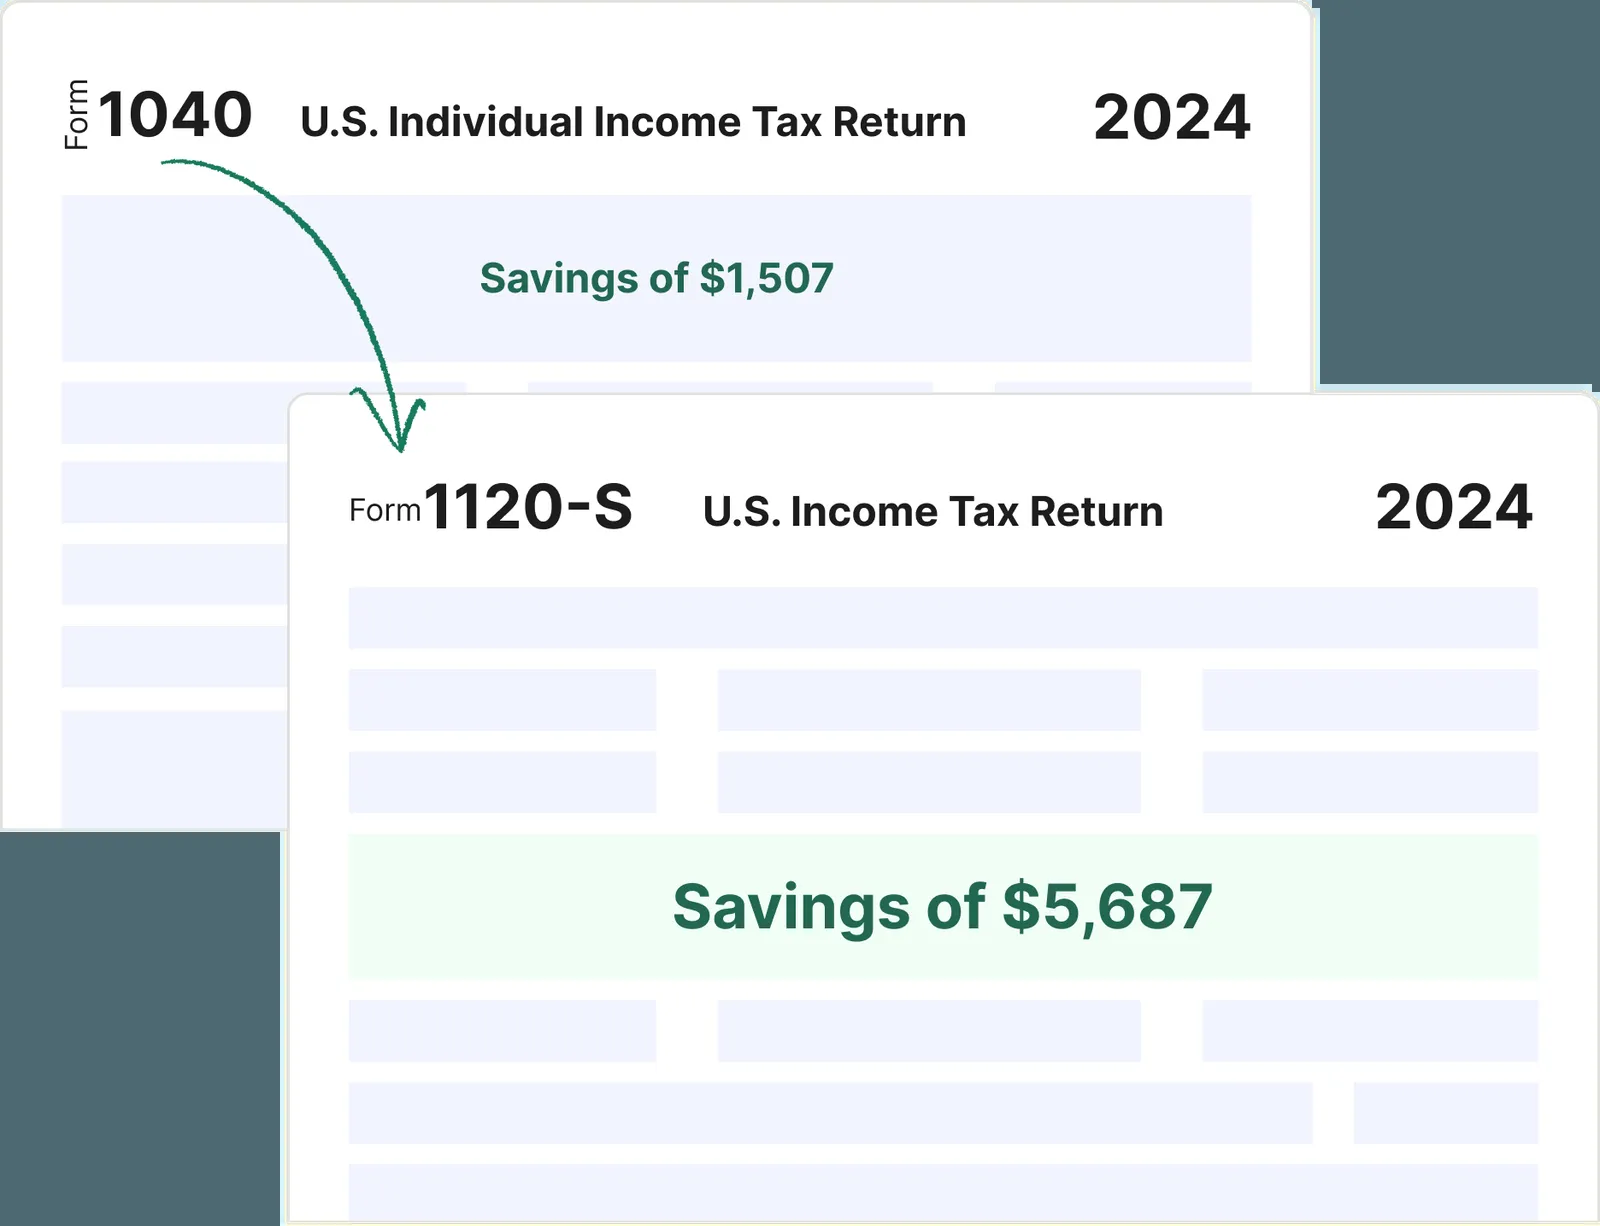 Form 1040 U.S. Individual Income Tax Return 2024
Savings of $1,507
Form 1120-S U.S. Income Tax Return 2024
Savings of $5,687